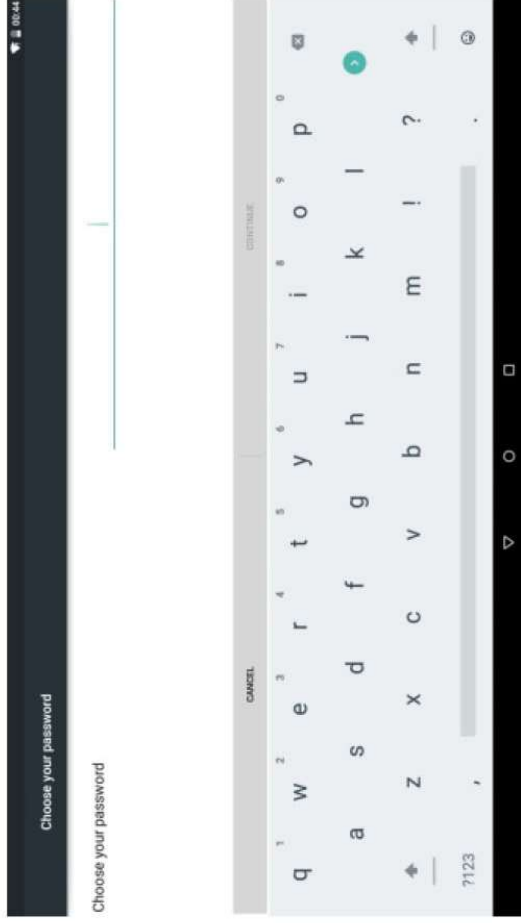 00:44
Choose your password
Choose your password
CANCEL CONTINUE
1 2 3 4 5 6 7 8 9 0
q w e r t y u i o p
a s d f g h j k l
z x c v b n m ! ?
?123 , .